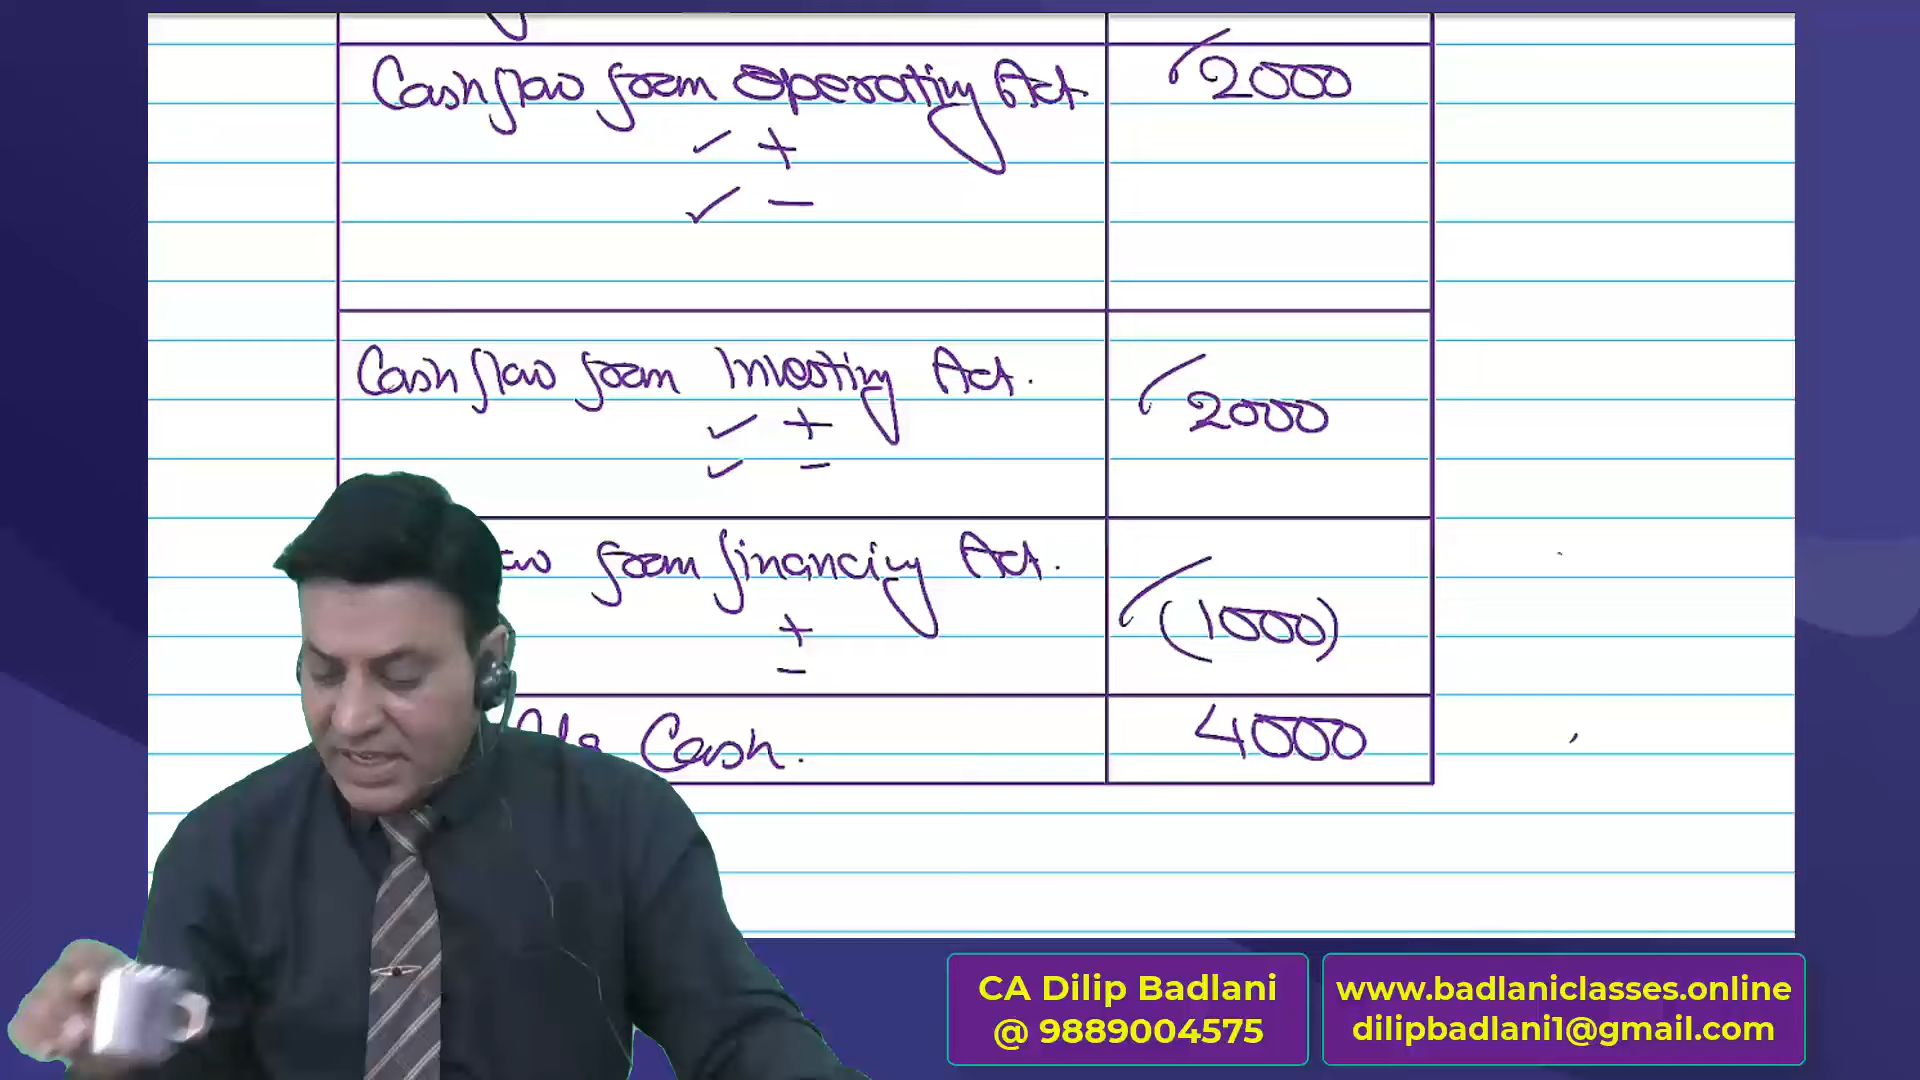 Cash flow from Operating Act 2000
✓ +
✓ -
Cash flow from Investing Act. 2000
✓ +
✓ -
from financing Act. (1000)
+
-
Cash. 4000
CA Dilip Badlani
@ 9889004575
www.badlaniclasses.online
dilipbadlani1@gmail.com